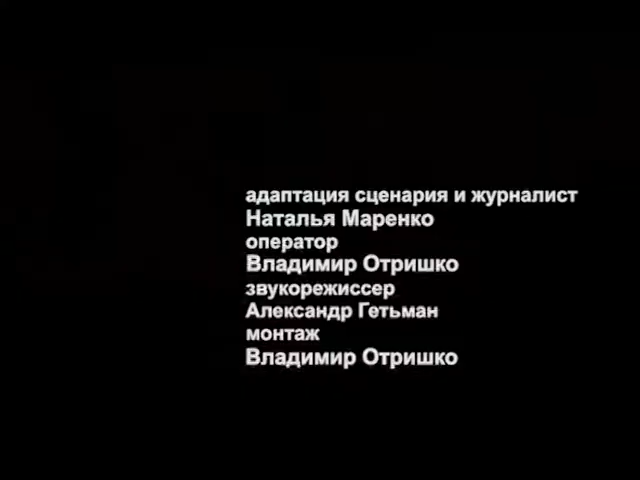 адаптация сценария и журналист
Наталья Маренко
оператор
Владимир Отришко
звукорежиссер
Александр Гетьман
монтаж
Владимир Отришко